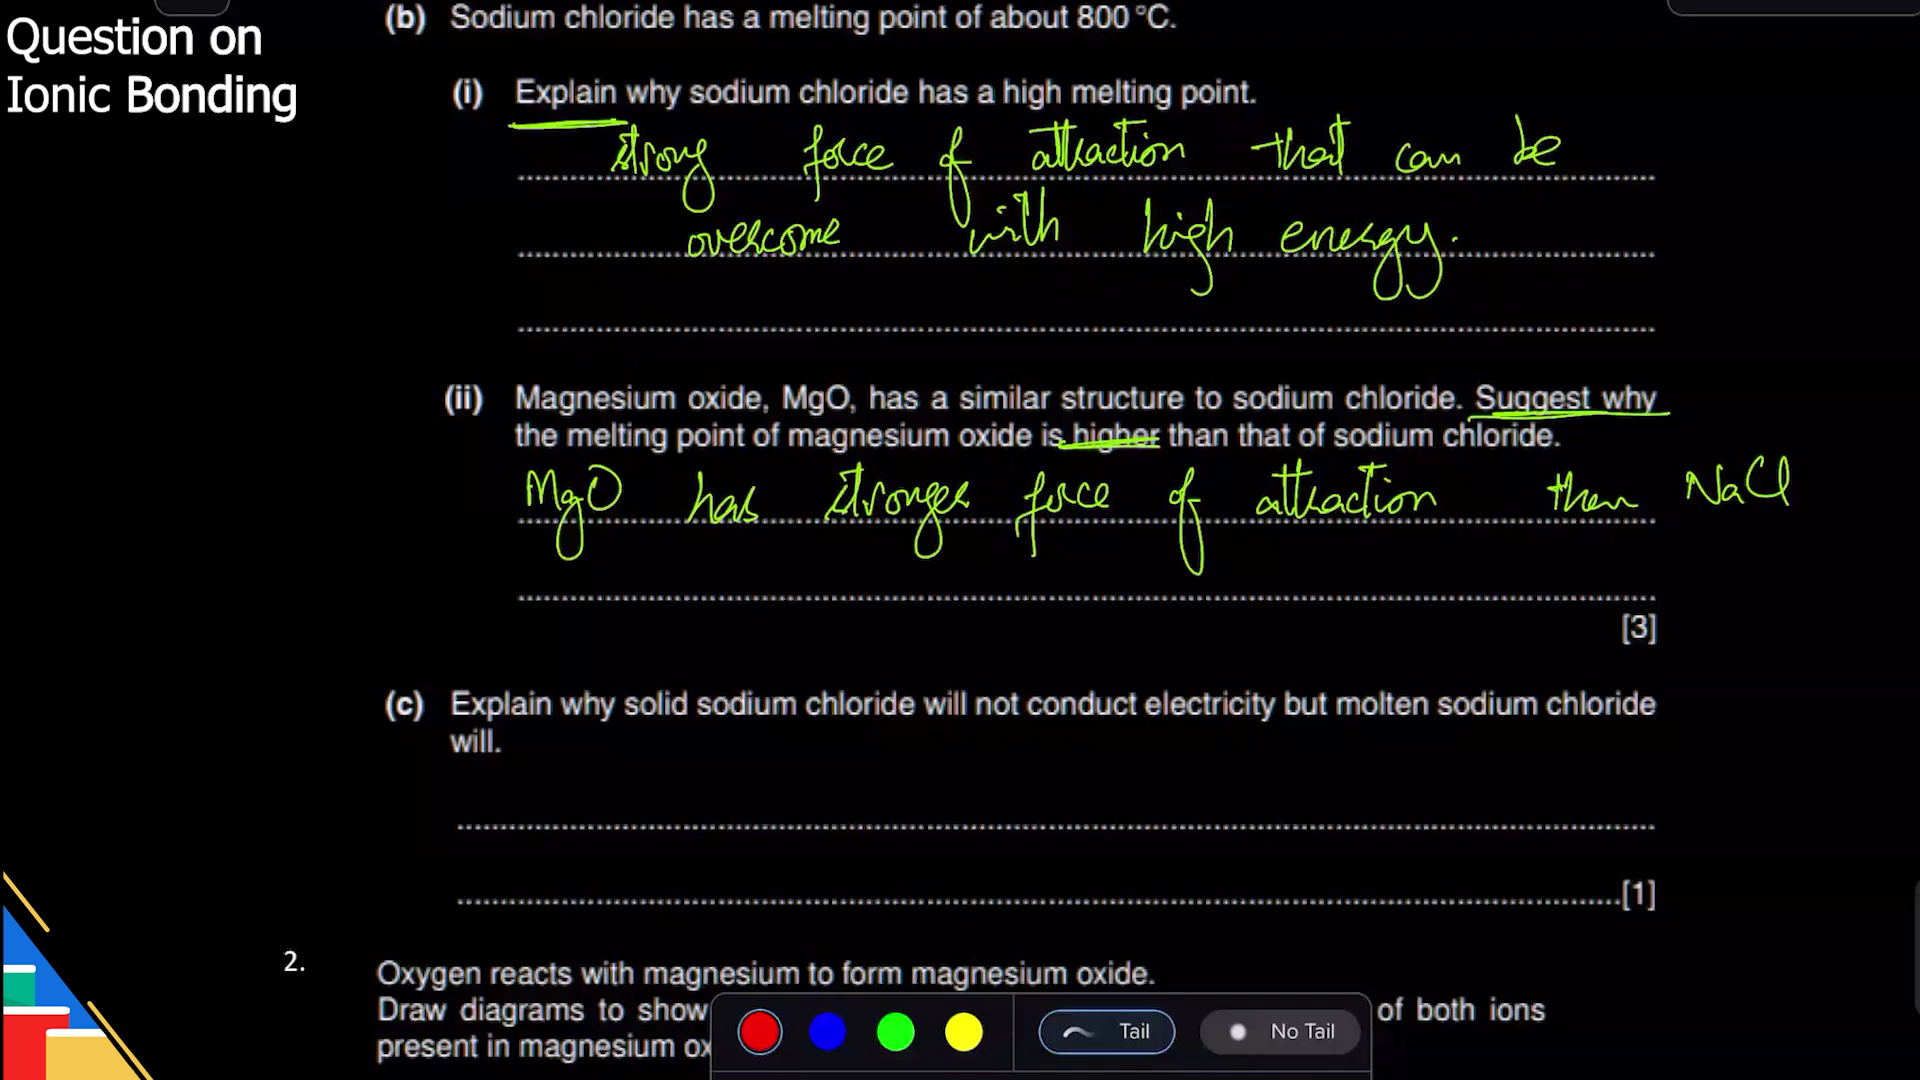 Question on
Ionic Bonding
(b) Sodium chloride has a melting point of about 800 °C.
(i) Explain why sodium chloride has a high melting point.
strong force of attraction that can be
overcome with high energy.
(ii) Magnesium oxide, MgO, has a similar structure to sodium chloride. Suggest why
the melting point of magnesium oxide is higher than that of sodium chloride.
MgO has stronger force of attraction then NaCl
[3]
(c) Explain why solid sodium chloride will not conduct electricity but molten sodium chloride
will.
[1]
2.
Oxygen reacts with magnesium to form magnesium oxide.
Draw diagrams to show of both ions
present in magnesium ox
Tail
No Tail